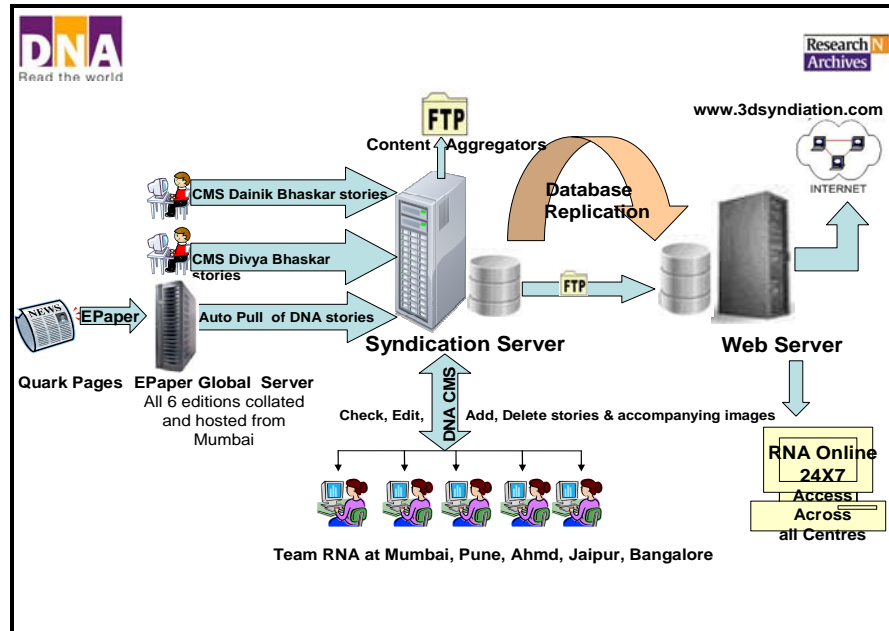 DNA
Read the world
Research N
Archives
www.3dsyndiation.com
FTP
Content Aggregators
INTERNET
CMS Dainik Bhaskar stories
Database
Replication
CMS Divya Bhaskar
stories
FTP
NEWS
EPaper
Auto Pull of DNA stories
Syndication Server
Web Server
Quark Pages
EPaper Global Server
All 6 editions collated
and hosted from
Mumbai
DNA CMS
Check, Edit,
Add, Delete stories & accompanying images
RNA Online
24X7
Access
Across
all Centres
Team RNA at Mumbai, Pune, Ahmd, Jaipur, Bangalore